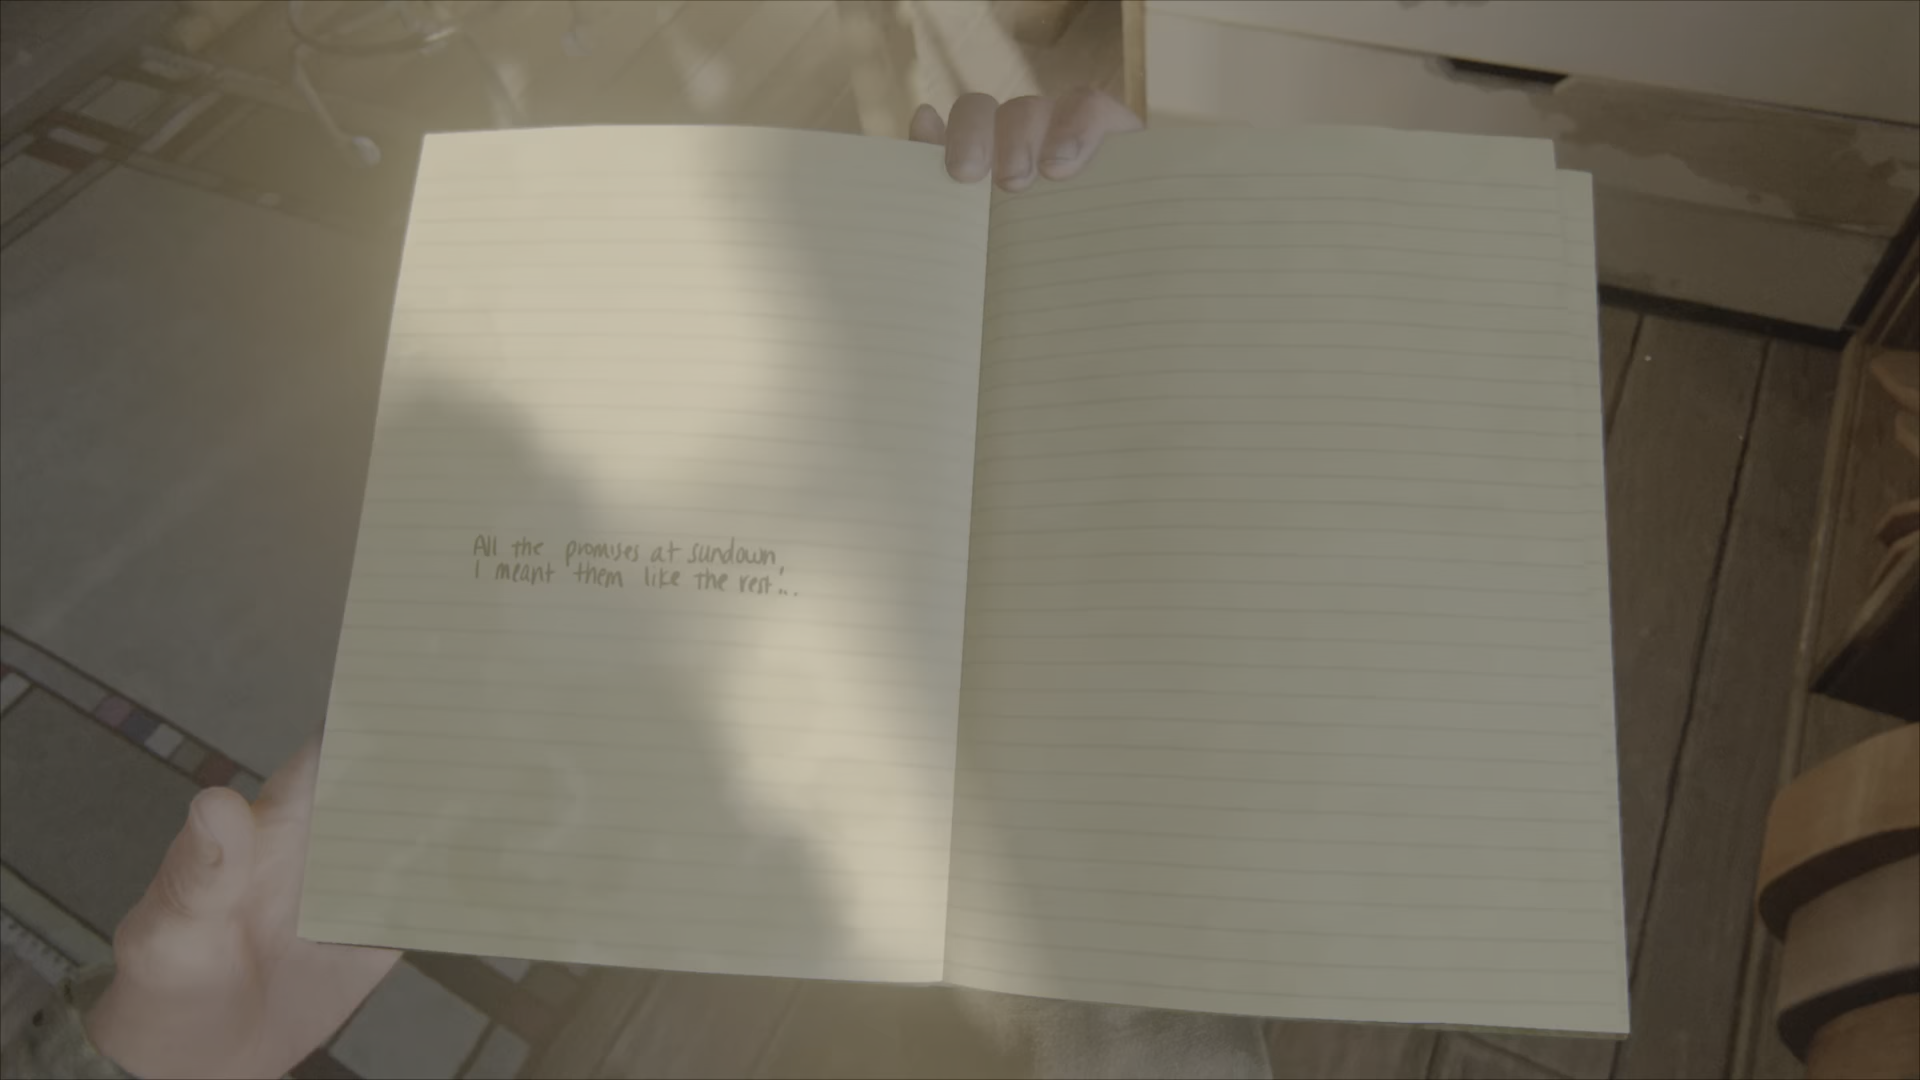 All the promises at sundown,
I meant them like the rest...